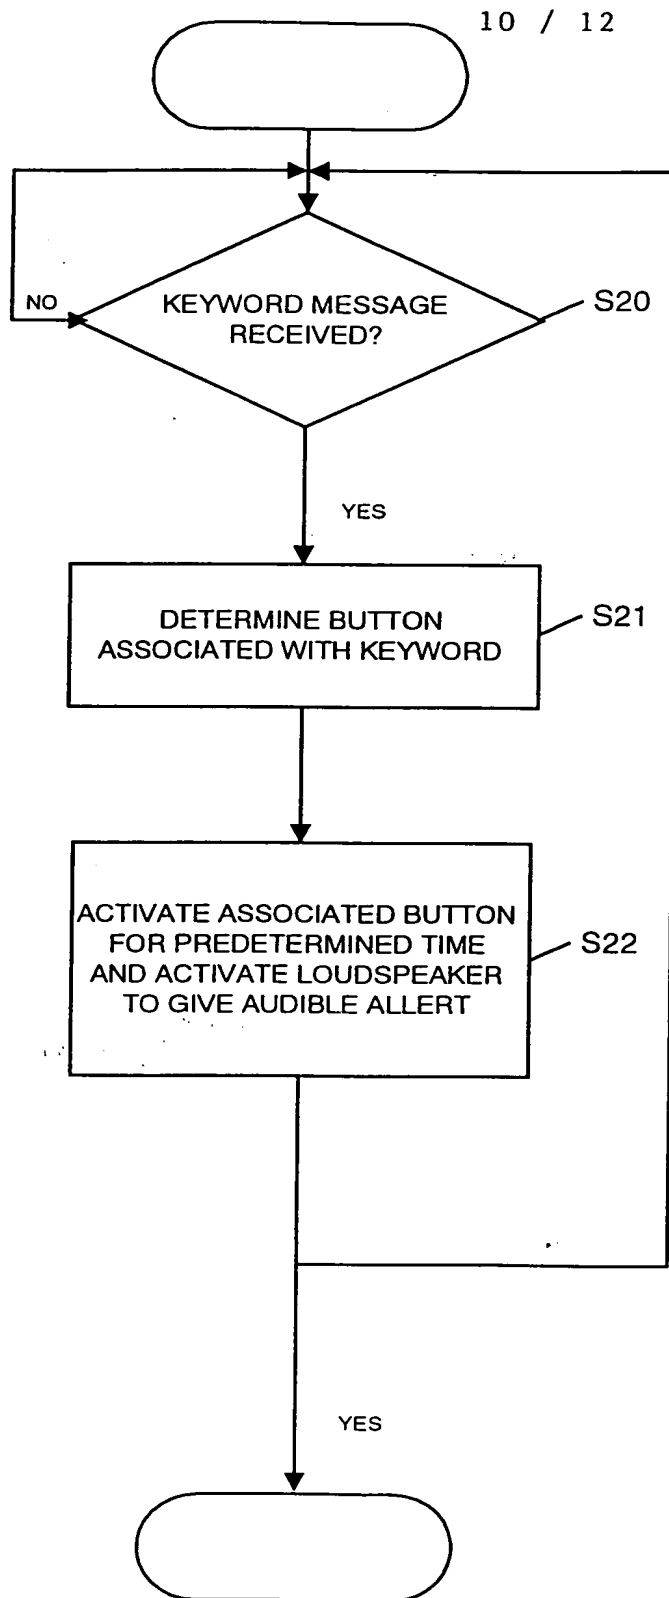 10 / 12
KEYWORD MESSAGE
RECEIVED?
S20
NO
YES
DETERMINE BUTTON
ASSOCIATED WITH KEYWORD
S21
ACTIVATE ASSOCIATED BUTTON
FOR PREDETERMINED TIME
AND ACTIVATE LOUDSPEAKER
TO GIVE AUDIBLE ALLERT
S22
YES